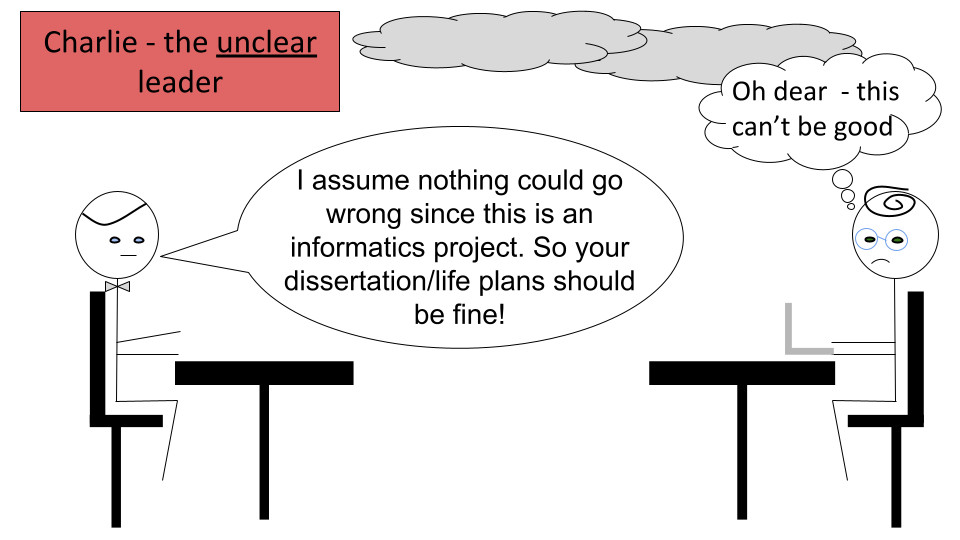 Charlie - the unclear
leader
Oh dear  - this
can't be good
I assume nothing could go
wrong since this is an
informatics project. So your
dissertation/life plans should
be fine!